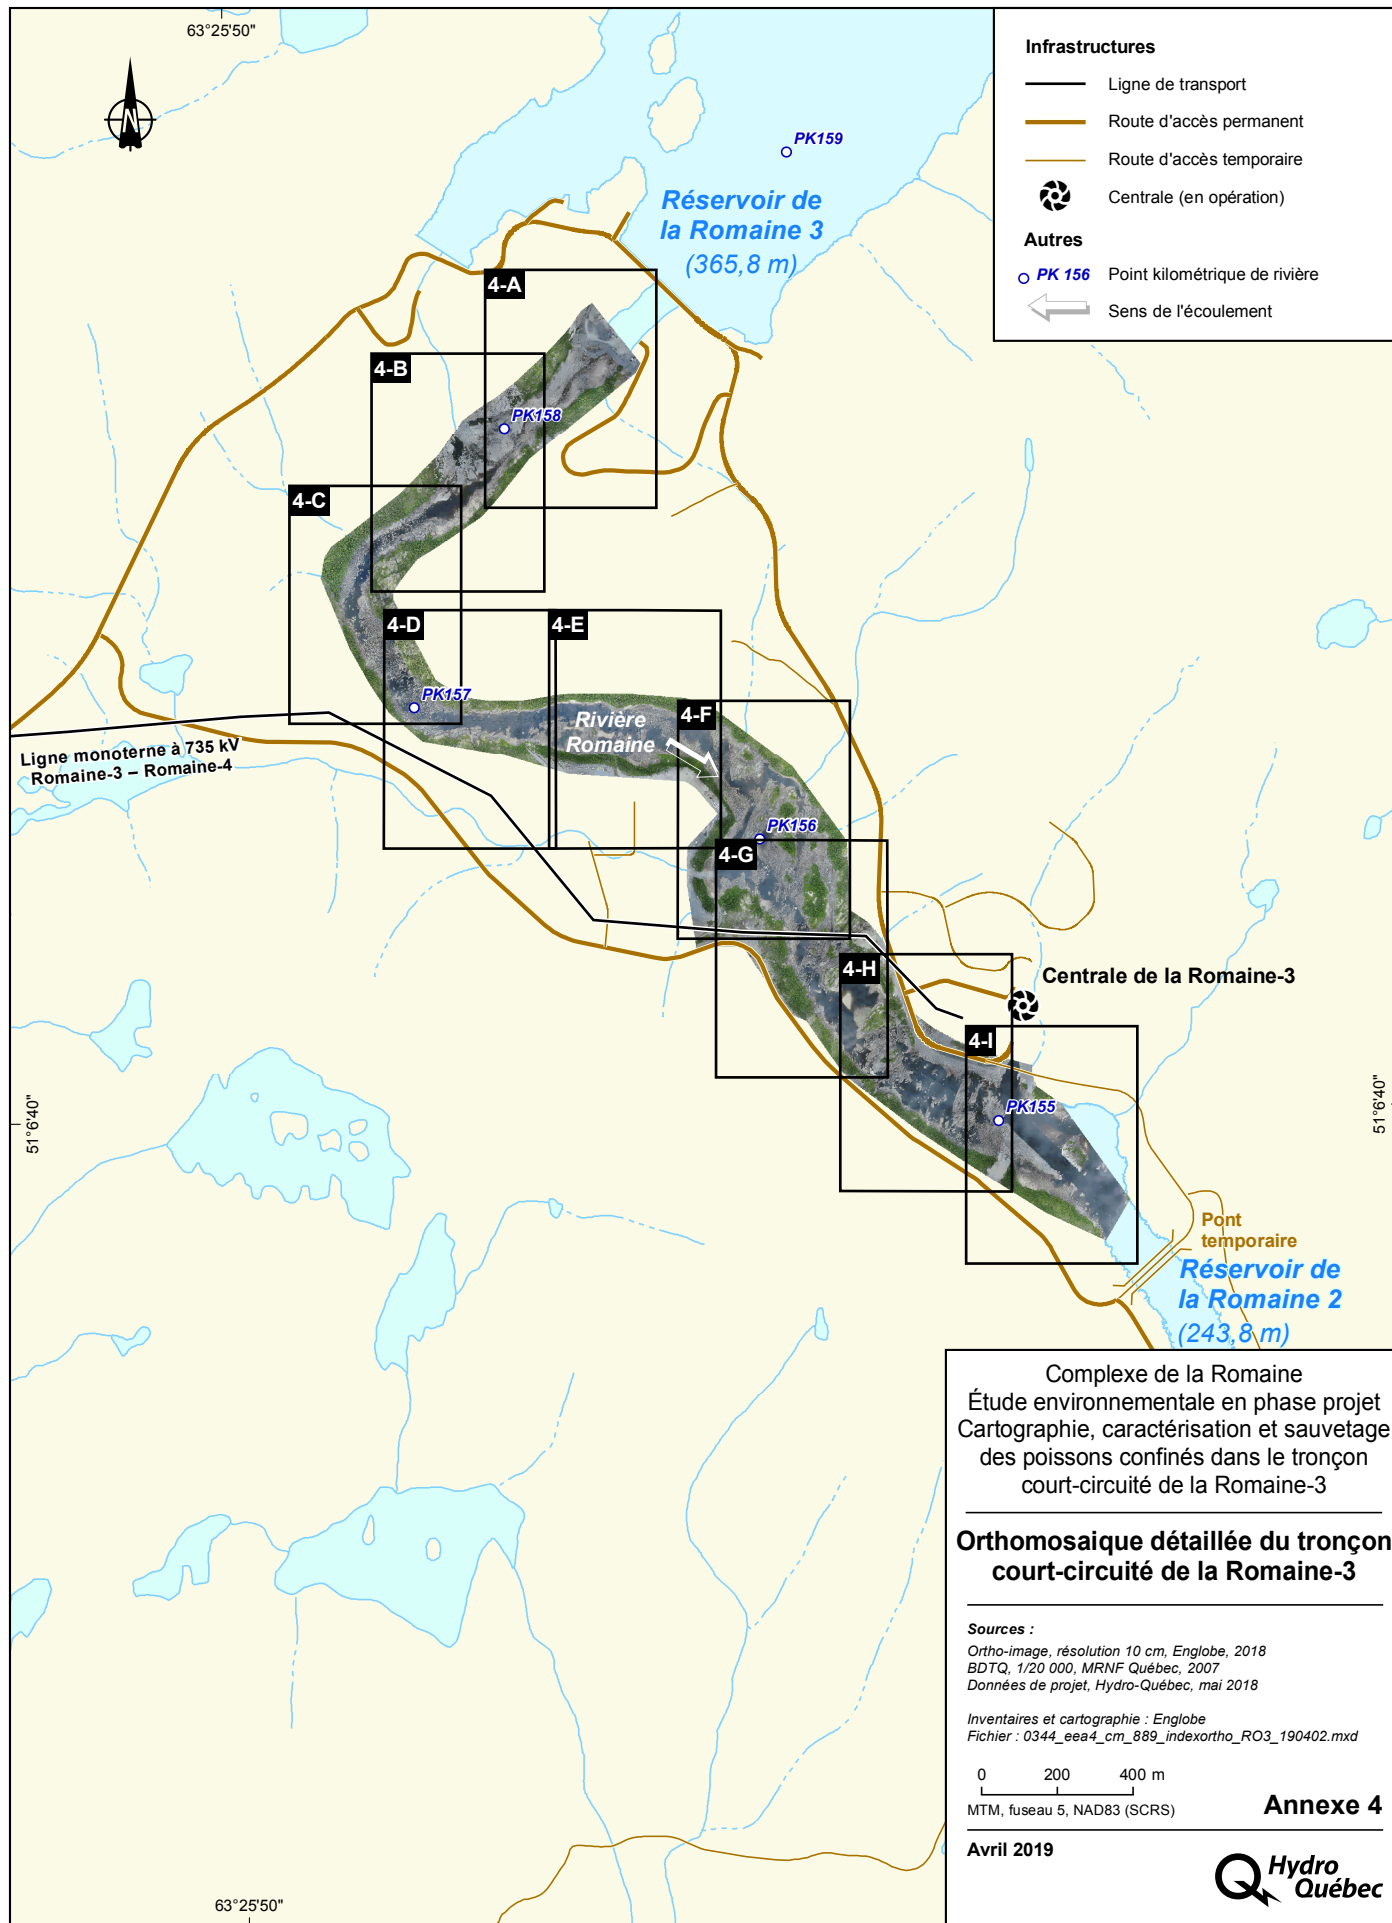 63°25'50"
N
Infrastructures
Ligne de transport
Route d'accès permanent
Route d'accès temporaire
Centrale (en opération)
Autres
PK 156 Point kilométrique de rivière
Sens de l'écoulement
PK159
Réservoir de
la Romaine 3
(365,8 m)
4-A
4-B
PK158
4-C
4-D
4-E
PK157
4-F
Rivière
Romaine
Ligne monoterne à 735 kV
Romaine-3 – Romaine-4
PK156
4-G
4-H
Centrale de la Romaine-3
4-I
PK155
51°6'40"
51°6'40"
Pont
temporaire
Réservoir de
la Romaine 2
(243,8 m)
Complexe de la Romaine
Étude environnementale en phase projet
Cartographie, caractérisation et sauvetage
des poissons confinés dans le tronçon
court-circuité de la Romaine-3
Orthomosaique détaillée du tronçon
court-circuité de la Romaine-3
Sources :
Ortho-image, résolution 10 cm, Englobe, 2018
BDTQ, 1/20 000, MRNF Québec, 2007
Données de projet, Hydro-Québec, mai 2018
Inventaires et cartographie : Englobe
Fichier : 0344_eea4_cm_889_indexortho_RO3_190402.mxd
0 200 400 m
MTM, fuseau 5, NAD83 (SCRS)
Annexe 4
Avril 2019
Hydro
Québec
63°25'50"